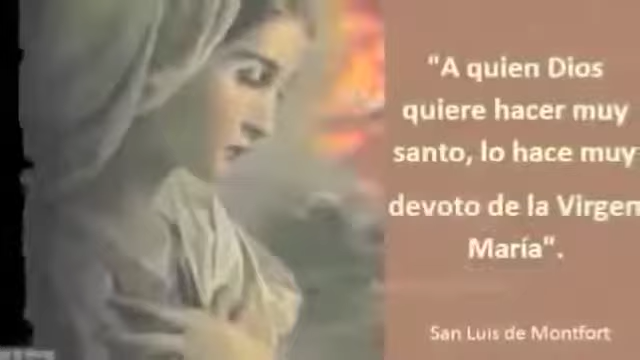 "A quien Dios
quiere hacer muy
santo, lo hace muy
devoto de la Virgen
María".
San Luis de Montfort